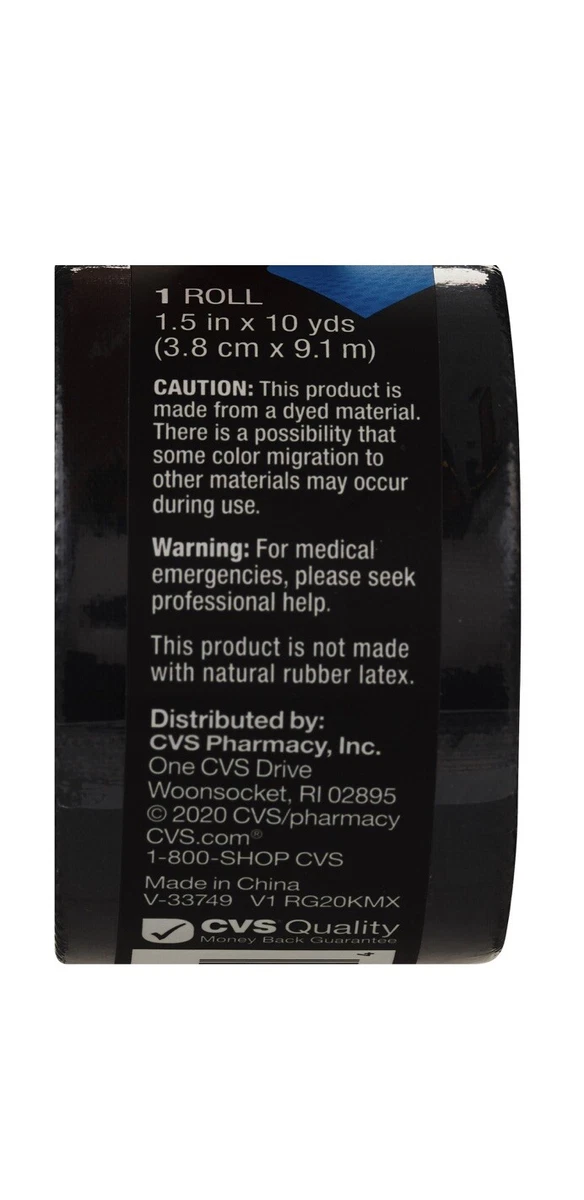 1 ROLL
1.5 in x 10 yds
(3.8 cm x 9.1 m)
CAUTION: This product is
made from a dyed material.
There is a possibility that
some color migration to
other materials may occur
during use.
Warning: For medical
emergencies, please seek
professional help.
This product is not made
with natural rubber latex.
Distributed by:
CVS Pharmacy, Inc.
One CVS Drive
Woonsocket, RI 02895
© 2020 CVS/pharmacy
CVS.com®
1-800-SHOP CVS
Made in China
V-33749 V1 RG20KMX
CVS Quality
Money Back Guarantee